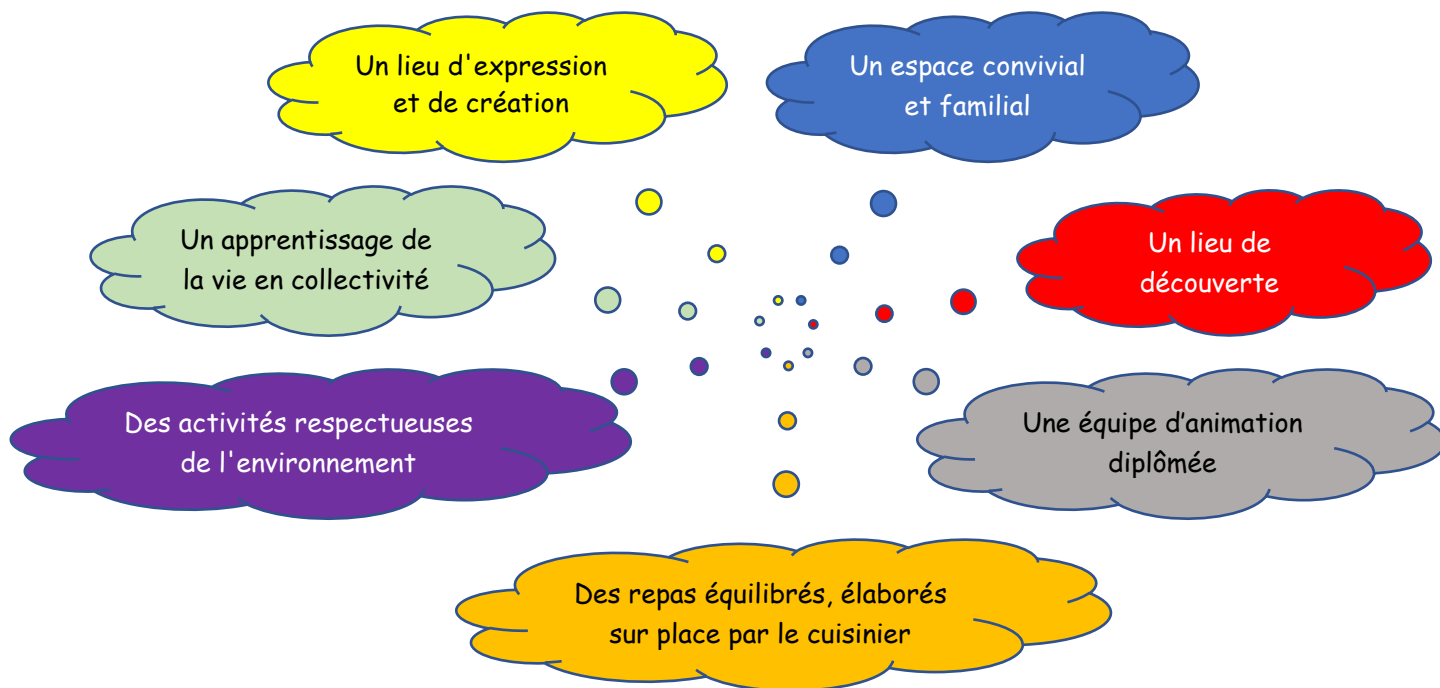 Un lieu d'expression
et de création
Un espace convivial
et familial
Un apprentissage de
la vie en collectivité
Un lieu de
découverte
Des activités respectueuses
de l'environnement
Une équipe d’animation
diplômée
Des repas équilibrés, élaborés
sur place par le cuisinier